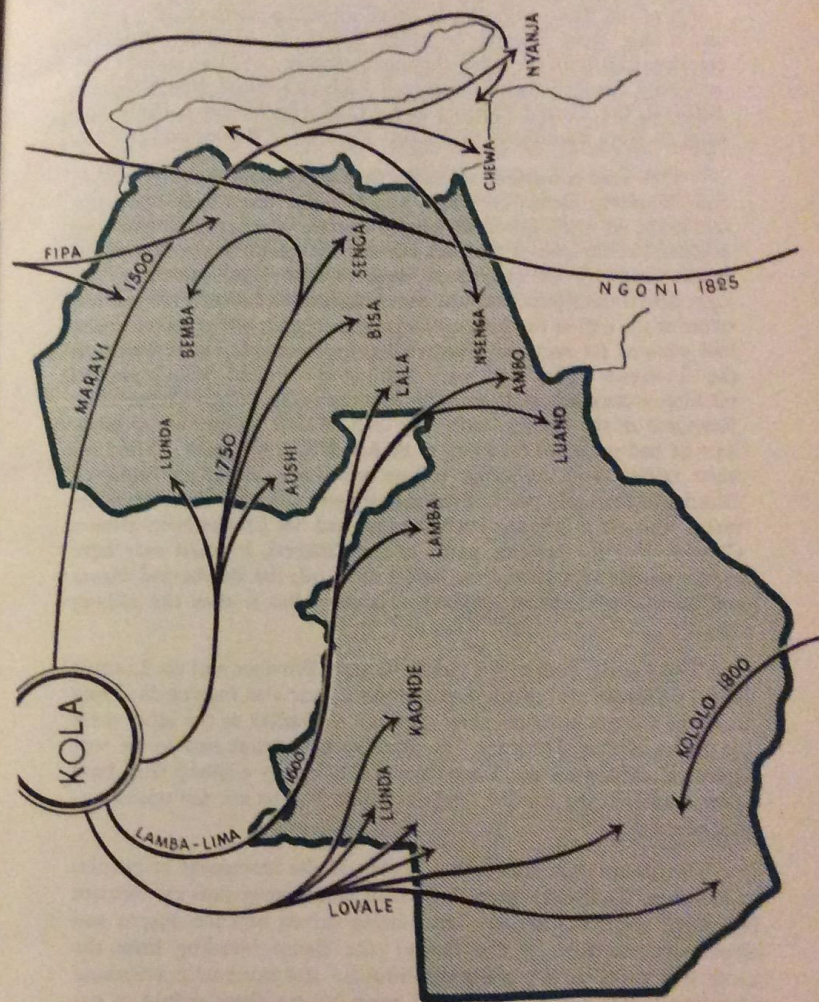 NYANJA
CHEWA
FIPA
1500
MARAVI
NGONI 1825
SENGA
BEMBA
BISA
NSENGA
AMBO
LALA
LUANO
LUNDA
1750
AUSHI
LAMBA
KOLA
KAONDE
KOLOLO 1800
1600
LUNDA
LAMBA-LIMA
LOVALE